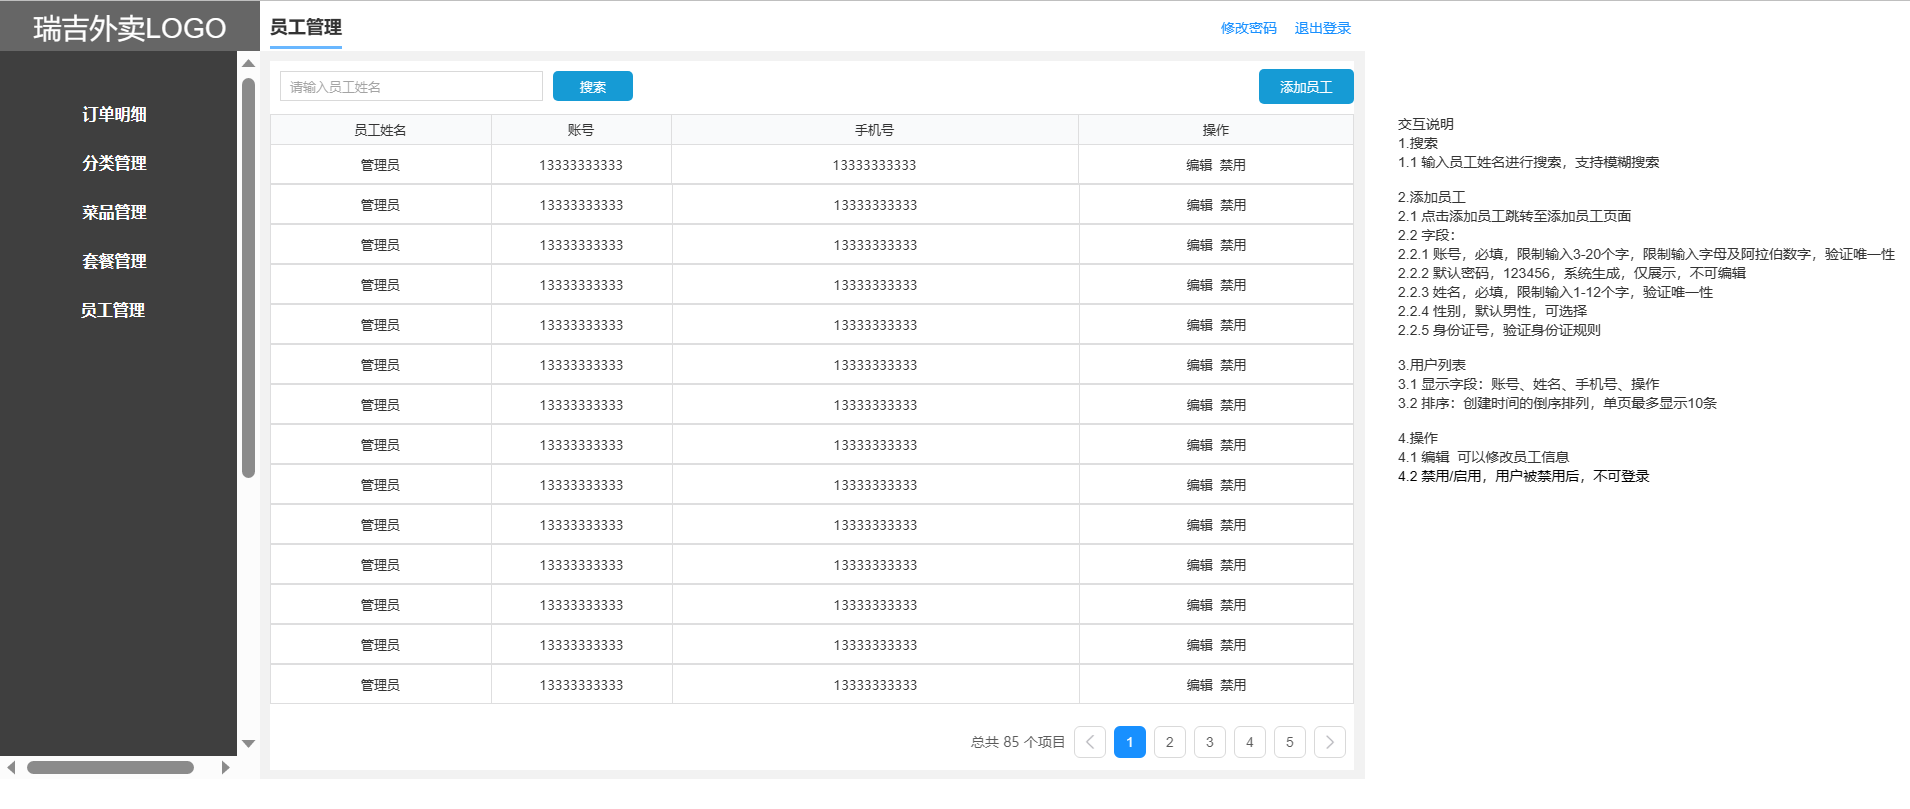 瑞吉外卖LOGO
员工管理
修改密码 退出登录
订单明细
分类管理
菜品管理
套餐管理
员工管理
请输入员工姓名 搜索 添加员工
员工姓名 账号 手机号 操作
管理员 13333333333 13333333333 编辑 禁用
管理员 13333333333 13333333333 编辑 禁用
管理员 13333333333 13333333333 编辑 禁用
管理员 13333333333 13333333333 编辑 禁用
管理员 13333333333 13333333333 编辑 禁用
管理员 13333333333 13333333333 编辑 禁用
管理员 13333333333 13333333333 编辑 禁用
管理员 13333333333 13333333333 编辑 禁用
管理员 13333333333 13333333333 编辑 禁用
管理员 13333333333 13333333333 编辑 禁用
管理员 13333333333 13333333333 编辑 禁用
管理员 13333333333 13333333333 编辑 禁用
管理员 13333333333 13333333333 编辑 禁用
管理员 13333333333 13333333333 编辑 禁用
总共 85 个项目 1 2 3 4 5
交互说明
1.搜索
1.1 输入员工姓名进行搜索，支持模糊搜索
2.添加员工
2.1 点击添加员工跳转至添加员工页面
2.2 字段：
2.2.1 账号，必填，限制输入3-20个字，限制输入字母及阿拉伯数字，验证唯一性
2.2.2 默认密码，123456，系统生成，仅展示，不可编辑
2.2.3 姓名，必填，限制输入1-12个字，验证唯一性
2.2.4 性别，默认男性，可选择
2.2.5 身份证号，验证身份证规则
3.用户列表
3.1 显示字段：账号、姓名、手机号、操作
3.2 排序：创建时间的倒序排列，单页最多显示10条
4.操作
4.1 编辑 可以修改员工信息
4.2 禁用/启用，用户被禁用后，不可登录